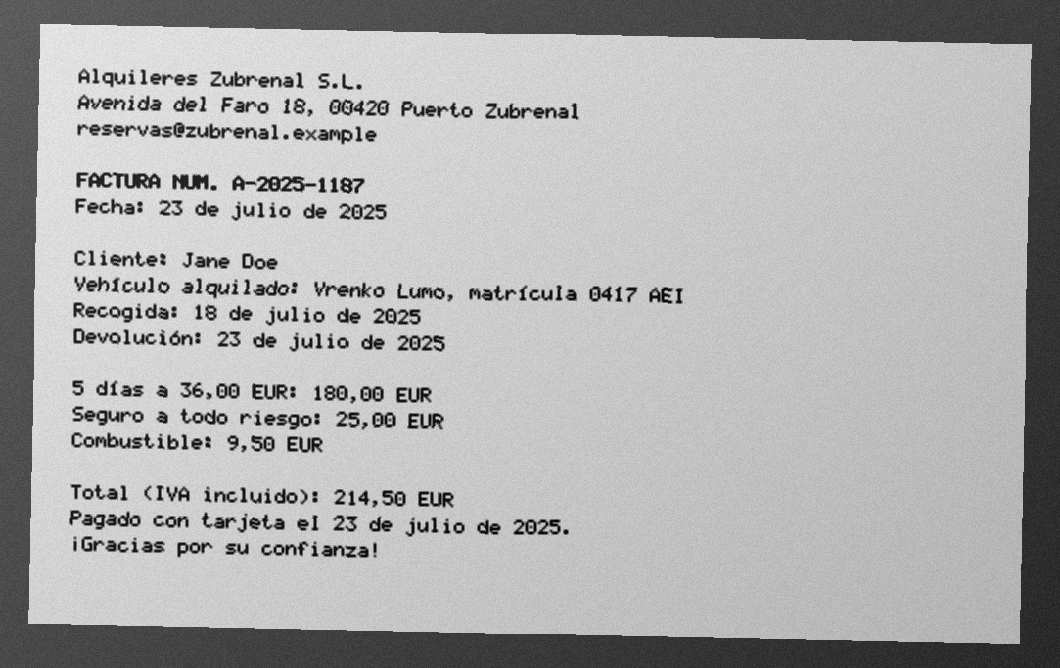 Alquileres Zubrenal S.L.
Avenida del Faro 18, 00420 Puerto Zubrenal
reservas@zubrenal.example
FACTURA NUM. A-2025-1187
Fecha: 23 de julio de 2025
Cliente: Jane Doe
Vehículo alquilado: Vrenko Lumo, matrícula 0417 AEI
Recogida: 18 de julio de 2025
Devolución: 23 de julio de 2025
5 días a 36,00 EUR: 180,00 EUR
Seguro a todo riesgo: 25,00 EUR
Combustible: 9,50 EUR
Total (IVA incluido): 214,50 EUR
Pagado con tarjeta el 23 de julio de 2025.
¡Gracias por su confianza!